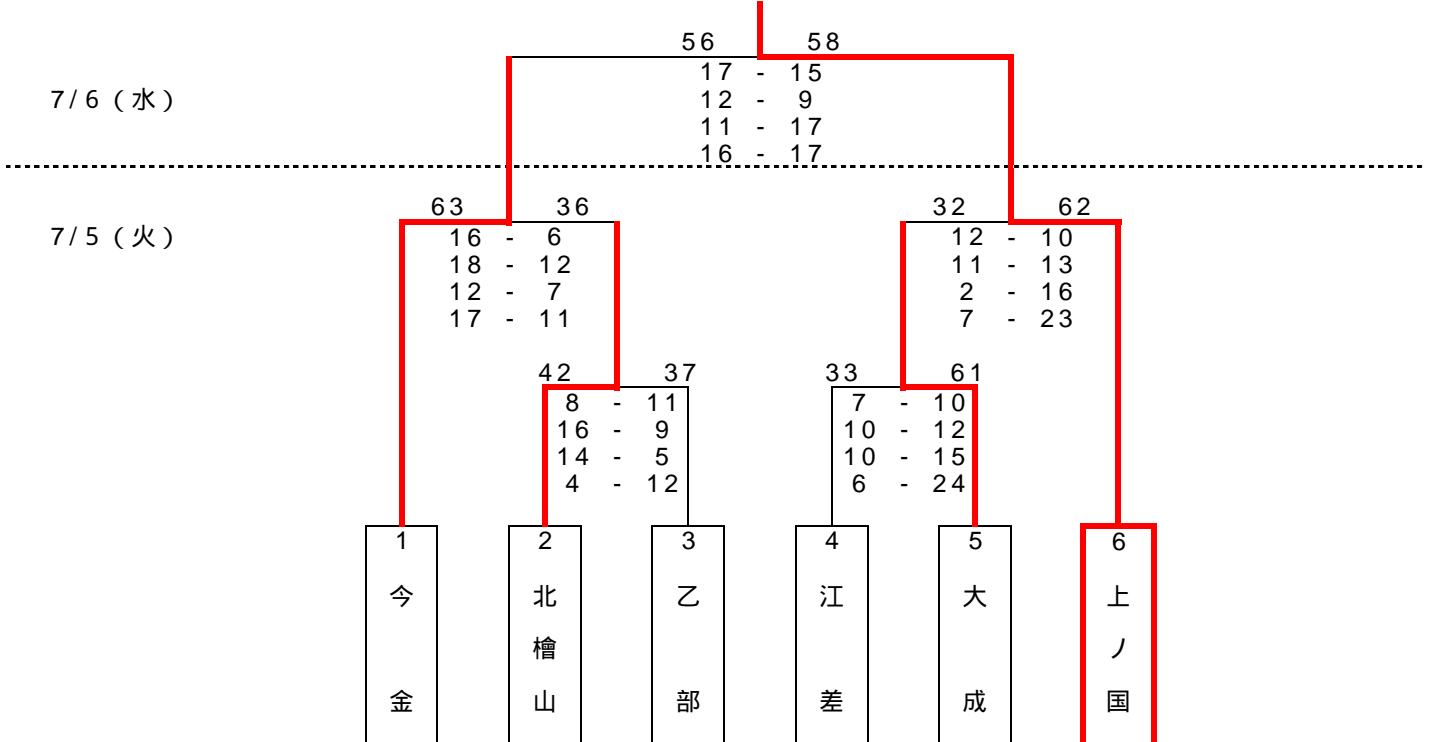 56 58
17 - 15
7/6(水)
12 - 9
11 - 17
16 - 17
63 36
32 62
7/5(火)
16 - 6
12 - 10
18 - 12
11 - 13
12 - 7
2 - 16
17 - 11
7 - 23
42 37
33 61
8 - 11
7 - 10
16 - 9
10 - 12
14 - 5
10 - 15
4 - 12
6 - 24
1
今金
2
北檜山
3
乙部
4
江差
5
大成
6
上ノ国